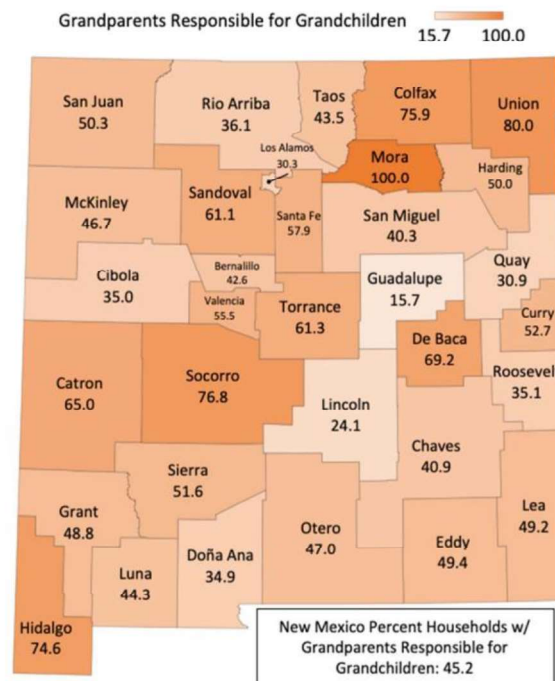 Grandparents Responsible for Grandchildren
15.7 100.0
San Juan
50.3
Rio Arriba
36.1
Taos
43.5
Colfax
75.9
Union
80.0
Los Alamos
30.3
Mora
100.0
Harding
50.0
McKinley
46.7
Sandoval
61.1
Santa Fe
57.9
San Miguel
40.3
Quay
30.9
Cibola
35.0
Bernalillo
42.6
Guadalupe
15.7
Valencia
55.5
Torrance
61.3
Curry
52.7
De Baca
69.2
Catron
65.0
Socorro
76.8
Roosevel
35.1
Lincoln
24.1
Chaves
40.9
Sierra
51.6
Grant
48.8
Lea
49.2
Otero
47.0
Doña Ana
34.9
Eddy
49.4
Luna
44.3
Hidalgo
74.6
New Mexico Percent Households w/
Grandparents Responsible for
Grandchildren: 45.2